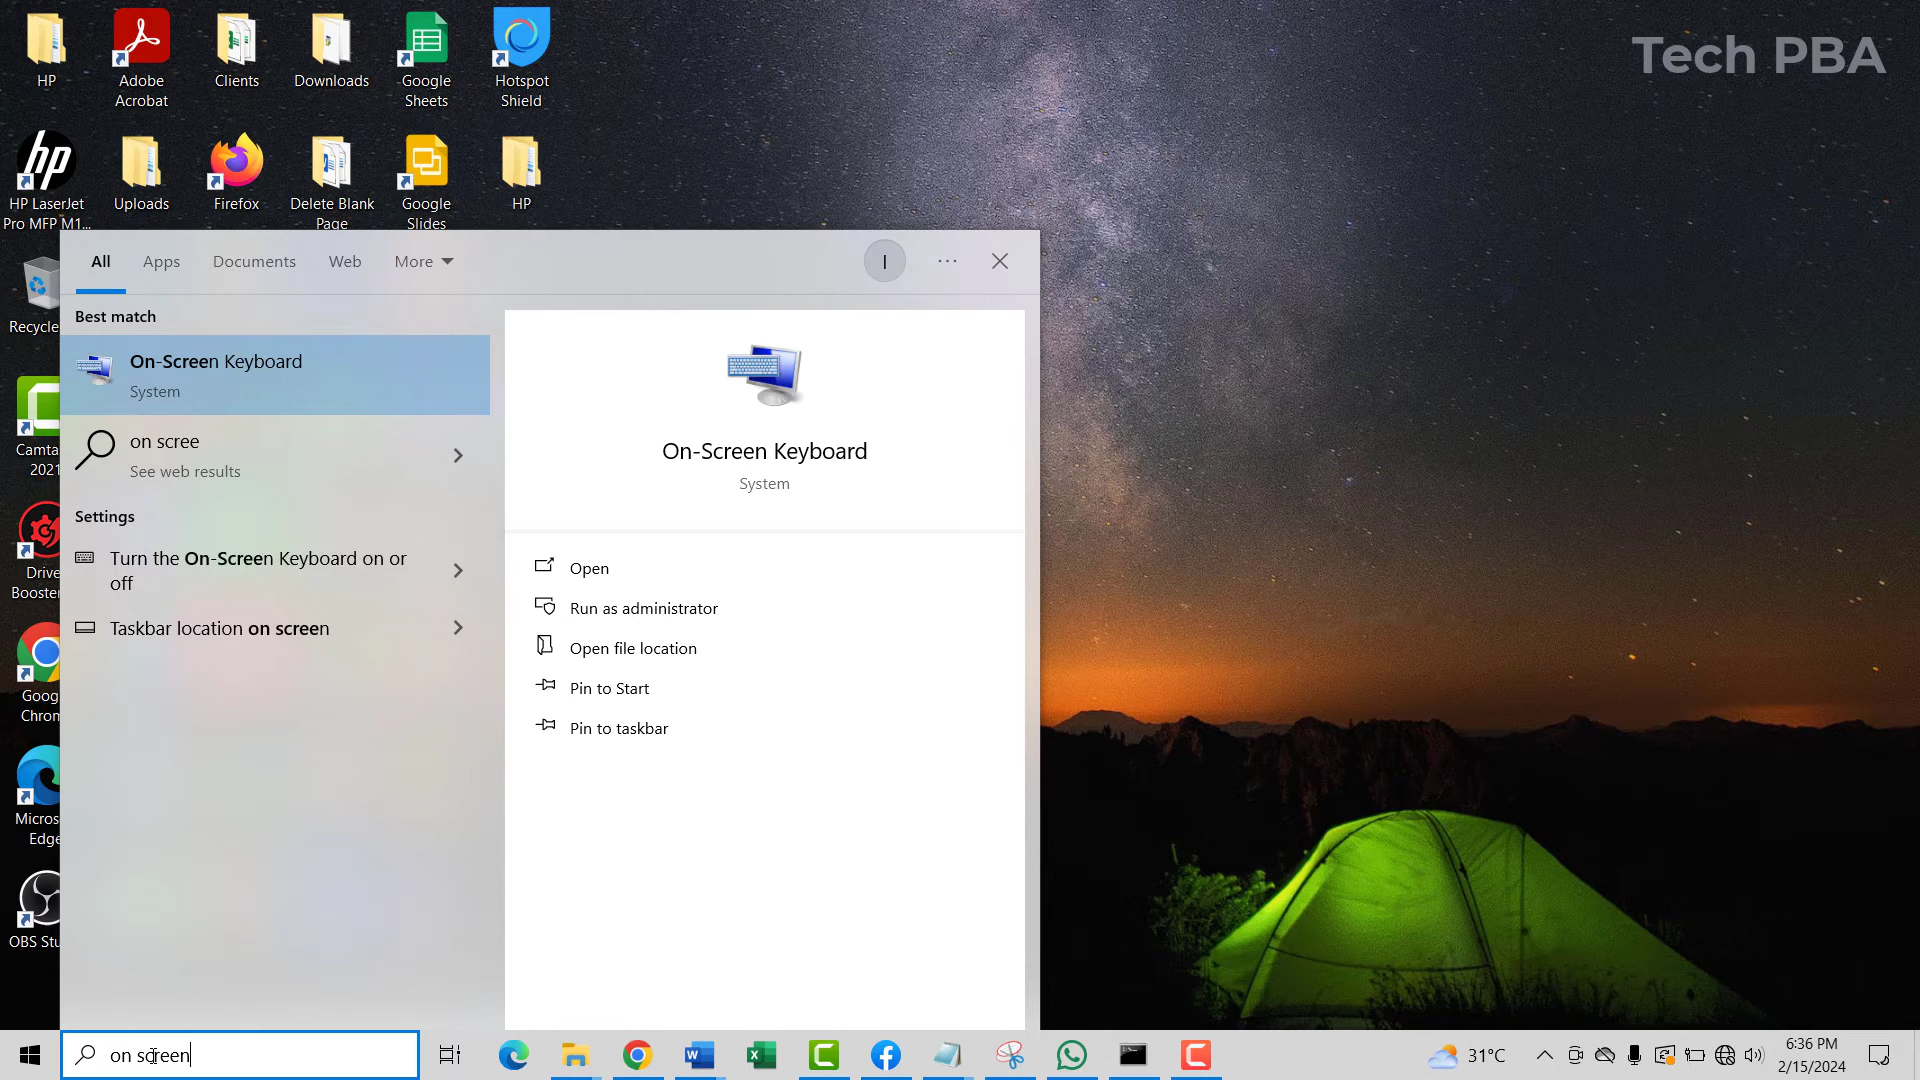 Tech PBA
HP
Adobe
Acrobat
Clients
Downloads
Google
Sheets
Hotspot
Shield
hp
HP LaserJet
Pro MFP M1...
Uploads
Firefox
Delete Blank
Page
Google
Slides
HP
Recycle
Camta
2021
Drive
Booster
Goog
Chrom
Micros
Edge
OBS Stu
All
Apps
Documents
Web
More
I
Best match
On-Screen Keyboard
System
on scree
See web results
Settings
Turn the On-Screen Keyboard on or
off
Taskbar location on screen
On-Screen Keyboard
System
Open
Run as administrator
Open file location
Pin to Start
Pin to taskbar
on screen
31°C
6:36 PM
2/15/2024